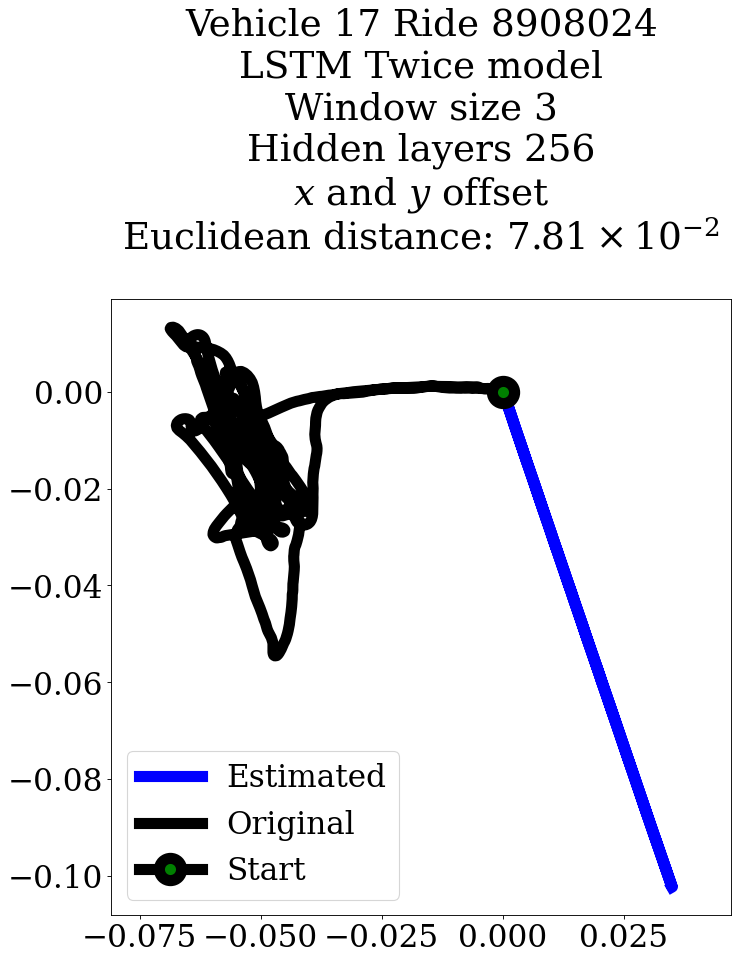 Vehicle 17 Ride 8908024
LSTM Twice model
Window size 3
Hidden layers 256
x and y offset
Euclidean distance: 7.81 × 10⁻²
0.00
−0.02
−0.04
−0.06
−0.08
−0.10
Estimated
Original
Start
−0.075 −0.050 −0.025 0.000 0.025